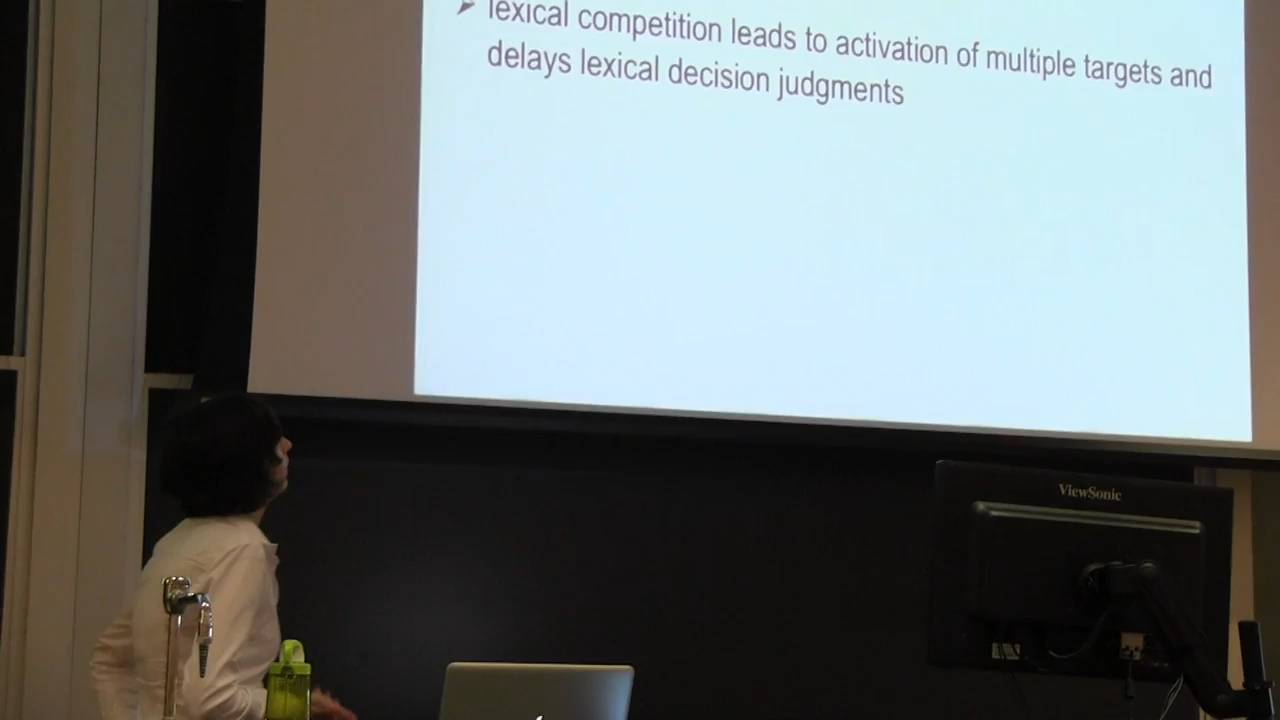 lexical competition leads to activation of multiple targets and
delays lexical decision judgments
ViewSonic